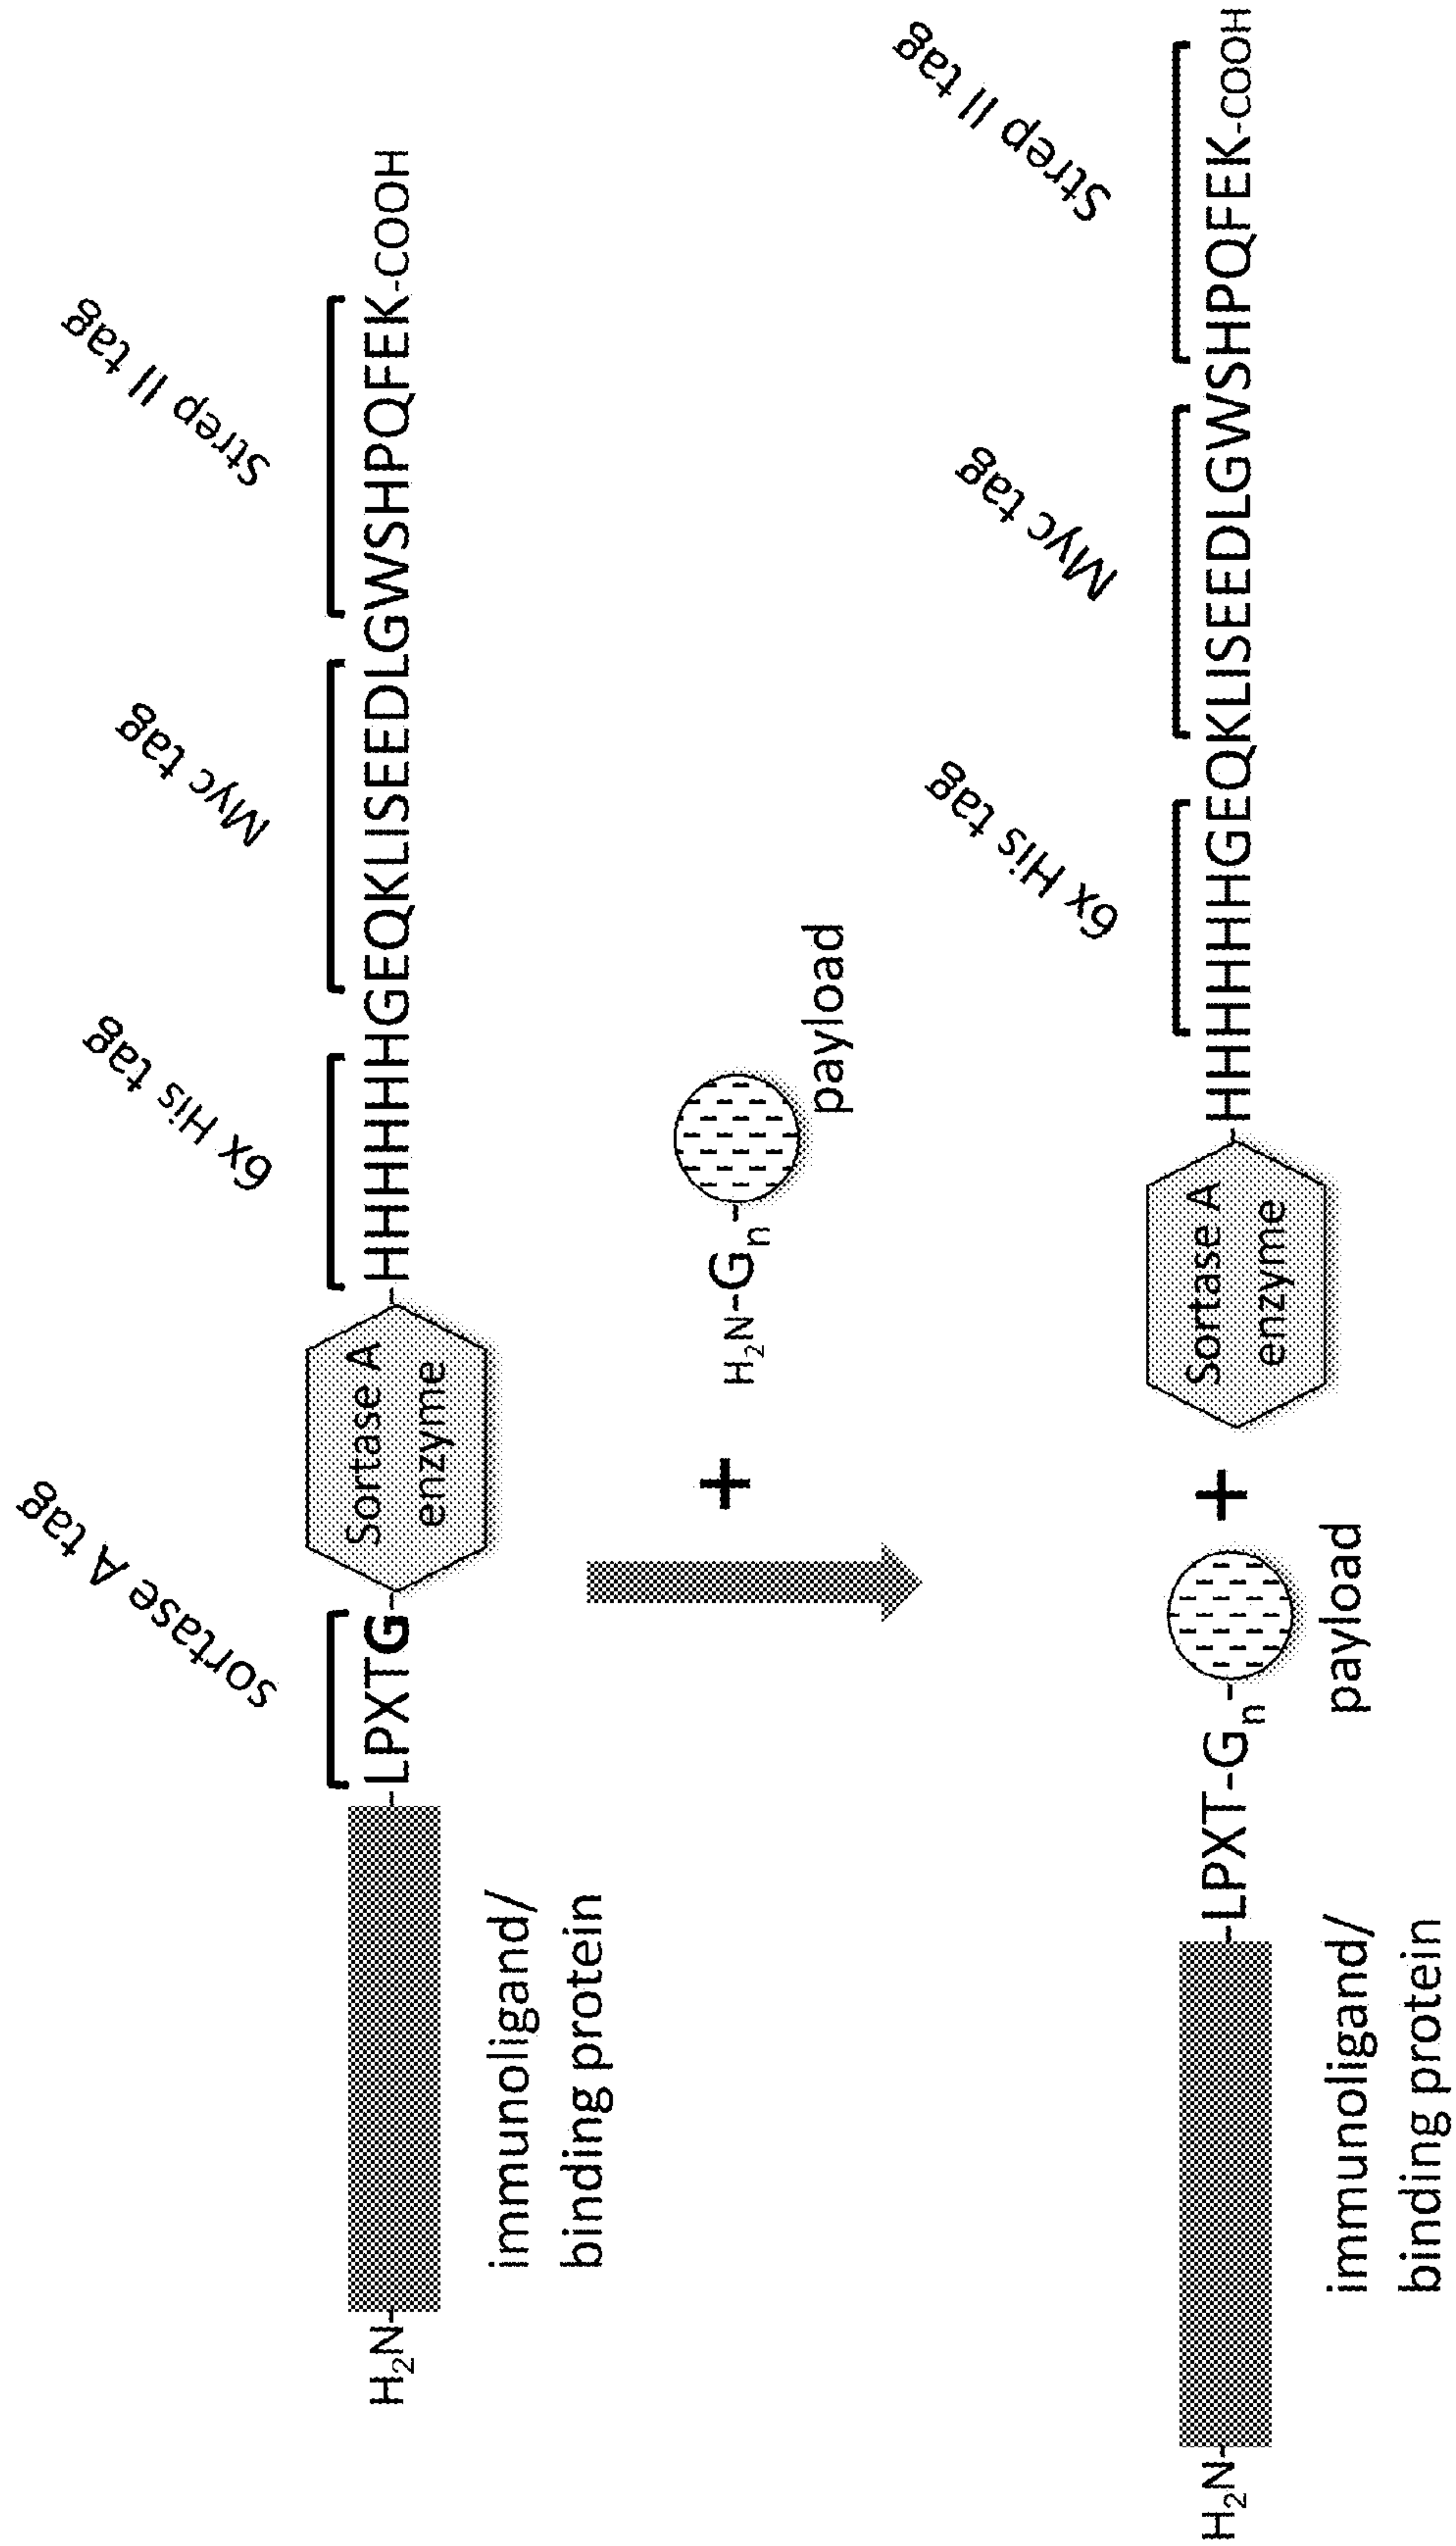 sortase A tag
6x His tag
Myc tag
Strep II tag
H₂N-
-LPXTG-
Sortase A
enzyme
-HHHHHHGEQKLISEEDLGWSHPQFEK-COOH
immunoligand/
binding protein
+
H₂N-Gₙ-
payload
6x His tag
Myc tag
Strep II tag
H₂N-
-LPXT-Gₙ-
+
Sortase A
enzyme
-HHHHHHGEQKLISEEDLGWSHPQFEK-COOH
payload
immunoligand/
binding protein